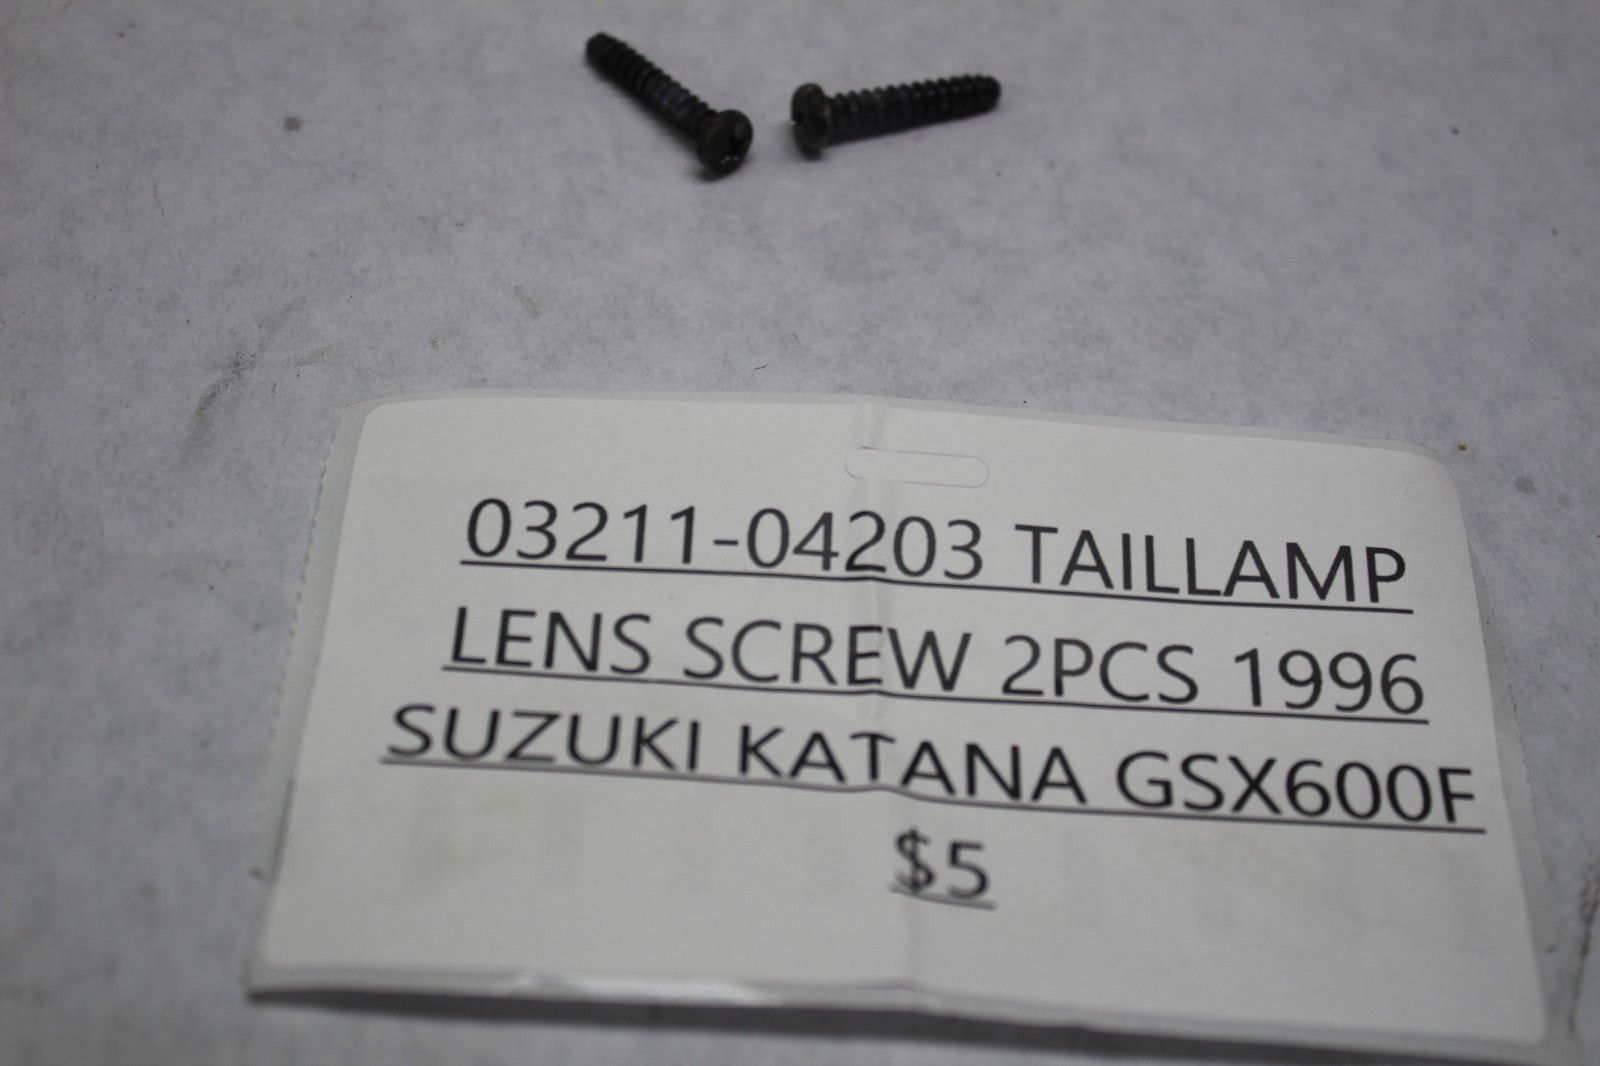 03211-04203 TAILLAMP
LENS SCREW 2PCS 1996
SUZUKI KATANA GSX600F
$5